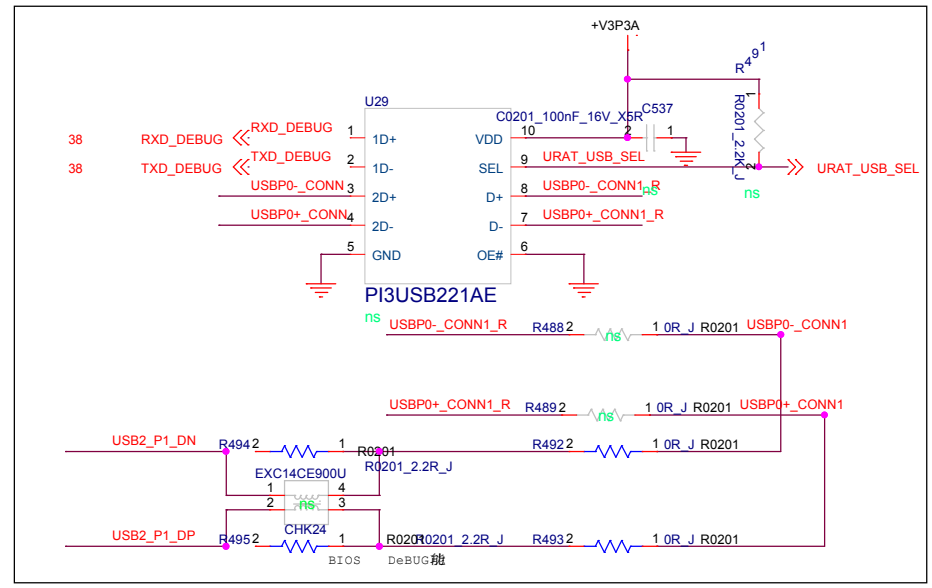 +V3P3A
R491
U29
C0201_100nF_16V_X5R C537
R0201_2.2K_J
38 RXD_DEBUG RXD_DEBUG 1 1D+ VDD 10 2 1
38 TXD_DEBUG TXD_DEBUG 2 1D- SEL 9 URAT_USB_SEL 1 2 URAT_USB_SEL
USBP0-_CONN 3 2D+ D+ 8 USBP0-_CONN1_R ns ns
USBP0+_CONN 4 2D- D- 7 USBP0+_CONN1_R
5 GND OE# 6
PI3USB221AE
ns
USBP0-_CONN1_R R488 2 ns 1 0R_J R0201 USBP0-_CONN1
USBP0+_CONN1_R R489 2 ns 1 0R_J R0201 USBP0+_CONN1
USB2_P1_DN R494 2 1 R0201 R492 2 1 0R_J R0201
R0201_2.2R_J
EXC14CE900U
1 4
2 ns 3
CHK24
USB2_P1_DP R495 2 1 R0201 R0201_2.2R_J R493 2 1 0R_J R0201
BIOS DeBUG